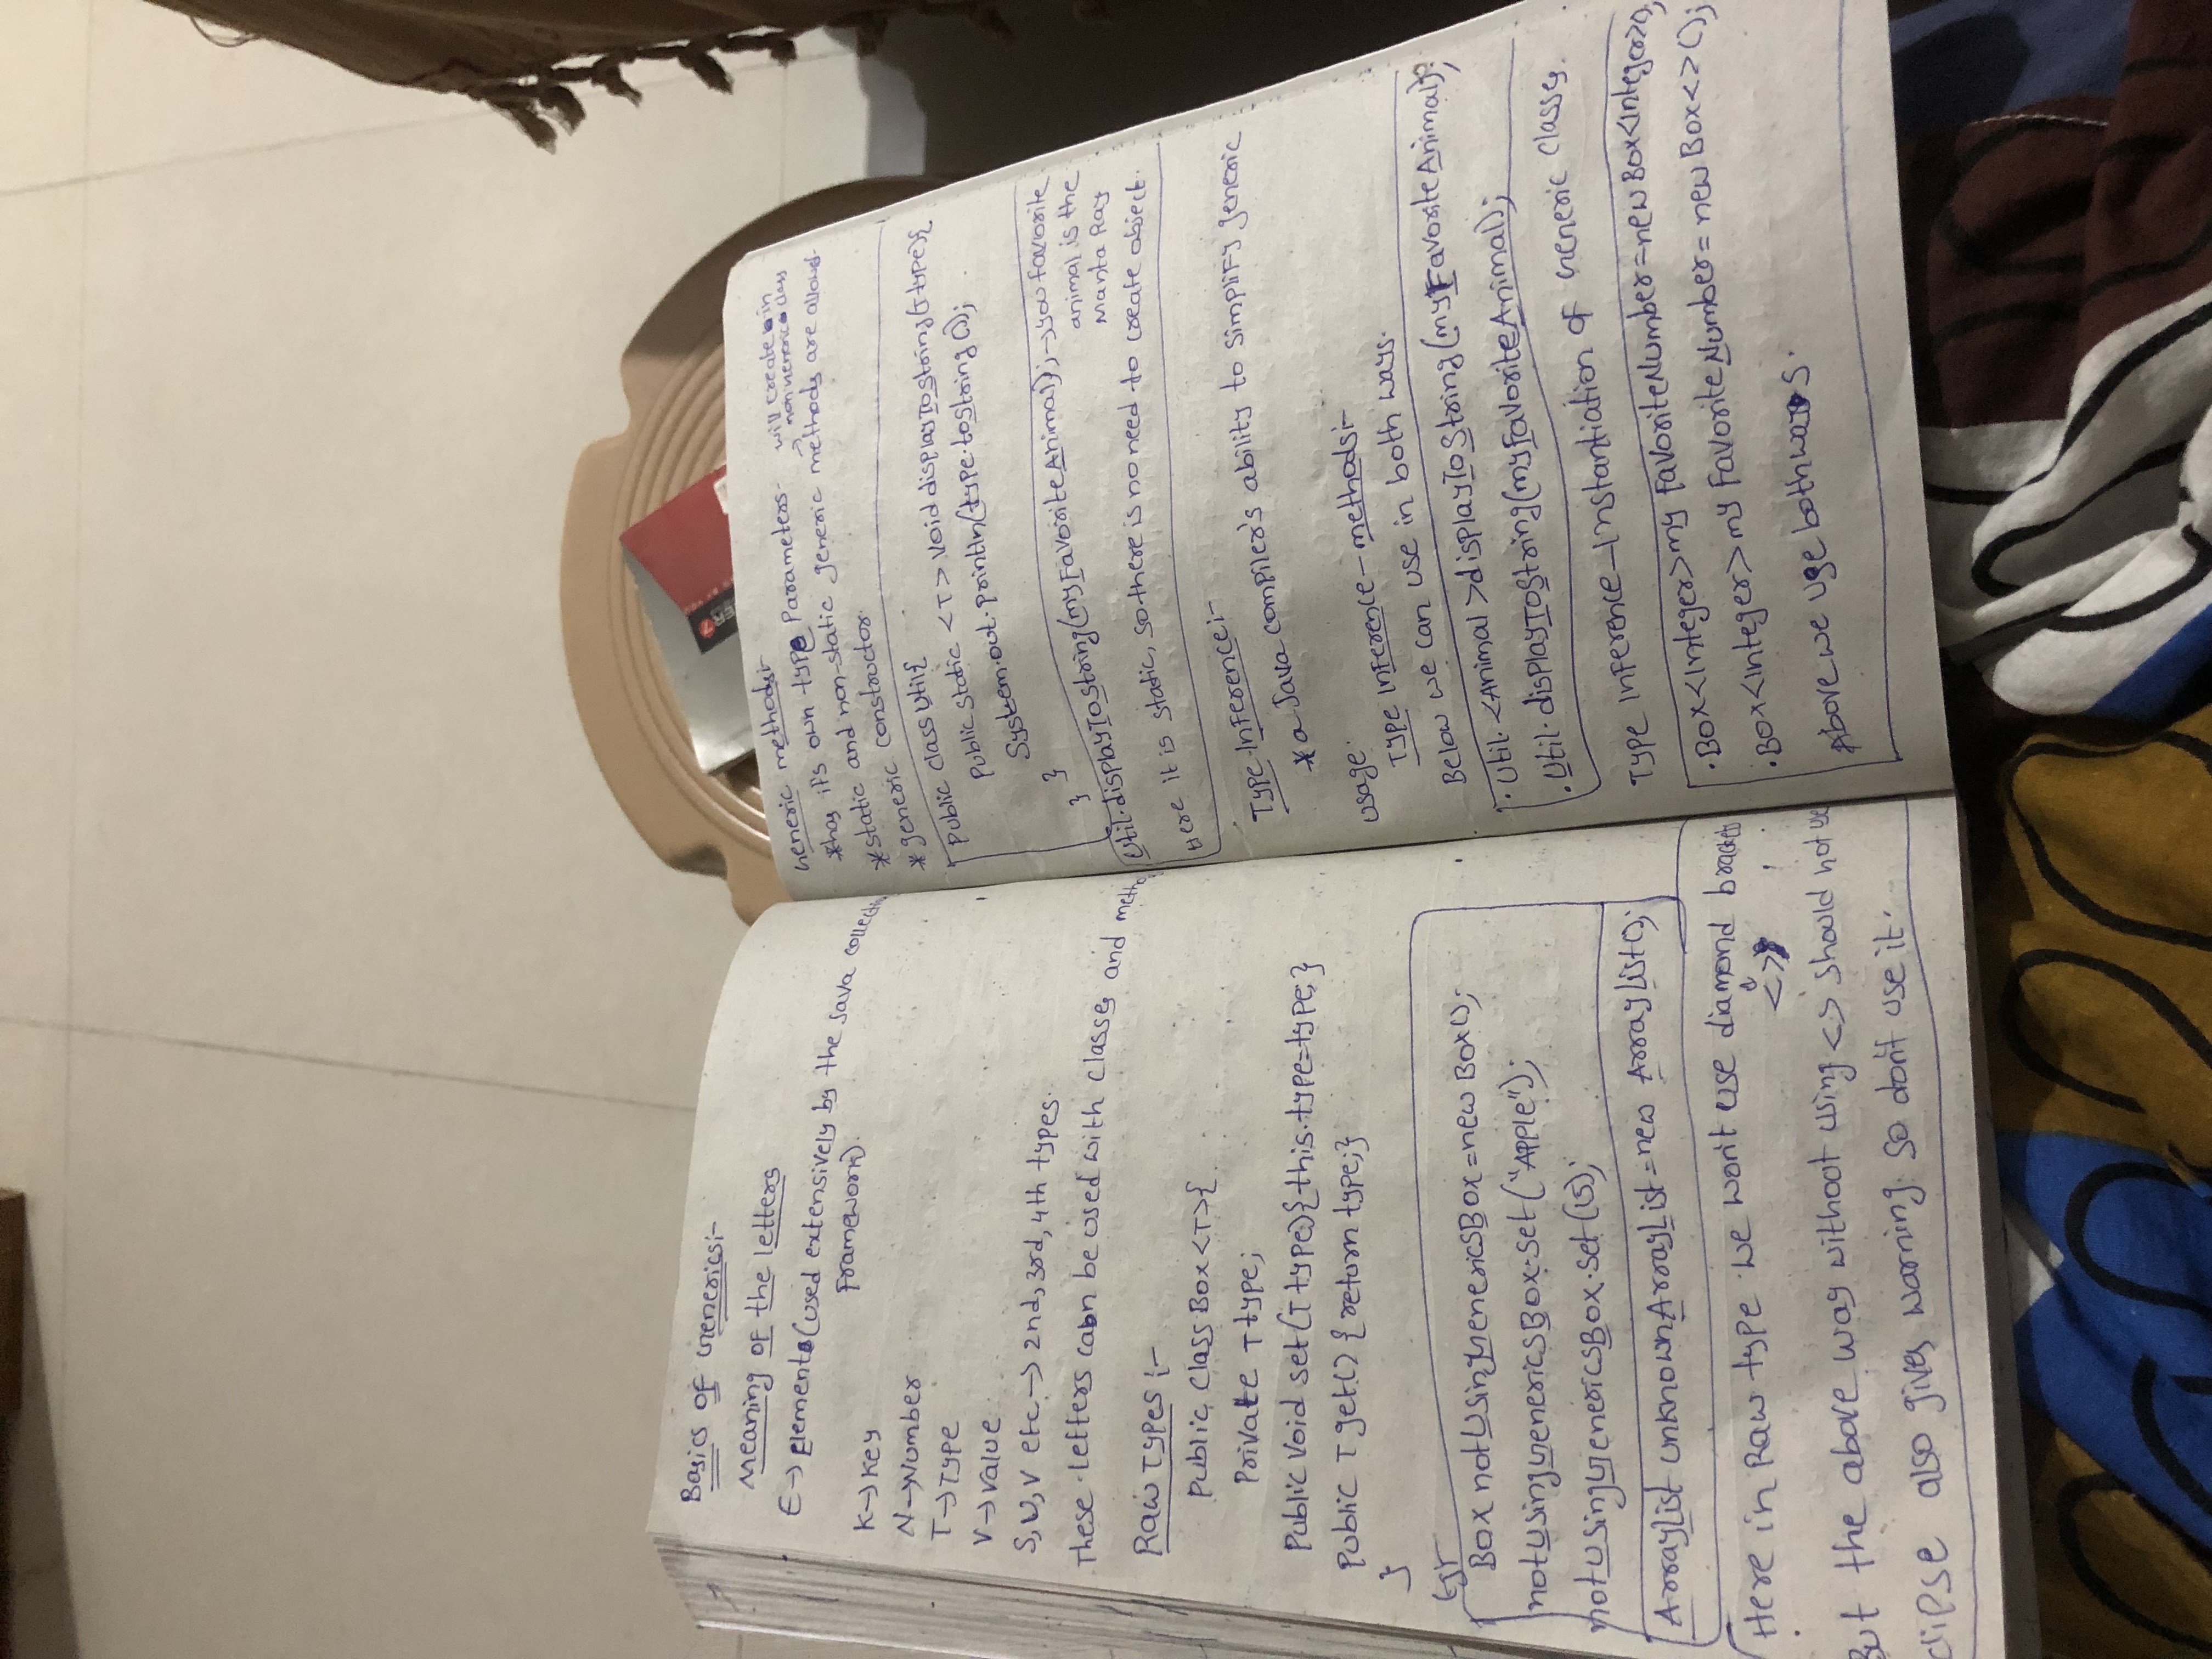 Basics of Generics:-
Meaning of the letters
E→ Elements (used extensively by the Java collection
Framework).
K→Key
N→Number
T→Type
V→value
S, U, V etc → 2nd, 3rd, 4th types.
These letters can be used with classes and
Raw Types :-
Public Class Box<T>{
Private T type;
Public void set(T type){this.type=type;}
Public T get() {return type;}
}
Box notUsingGenericsBox=new Box();
notUsingGenericsBox.set("Apple");
notUsingGenericsBox.set(15);
ArrayList unknownArrayList=new ArrayList();
Here in Raw type we won't use diamond brackets
<>
But the above way without using <> should not use
clipse also gives warning. So don't use it.
Generic methods:-
*has it's own type Parameters-
will create in
→ non Generic class
*static and non-static generic methods are allowed.
*generic constructor.
Public class Util{
Public static <T> void displayToString(T type){
System.out.println(type.toString());
}
}
Util.displayToString(myFavoriteAnimal); →you favorite
animal is the
Manta Ray
Here it is static, so there is no need to create object.
Type Inference:-
*a Java compiler's ability to simplify generic
usage.
Type Inference - methods:-
Below we can use in both ways.
. Util.<Animal>displayToString(myFavoriteAnimal);
. Util.displayToString(myFavoriteAnimal);
Type Inference-Instantiation of Generic Classes.
.Box<Integer>my FavoriteNumber=new Box<Integer>();
.Box<Integer>my FavoriteNumber= new Box<>();
Above we use both ways.